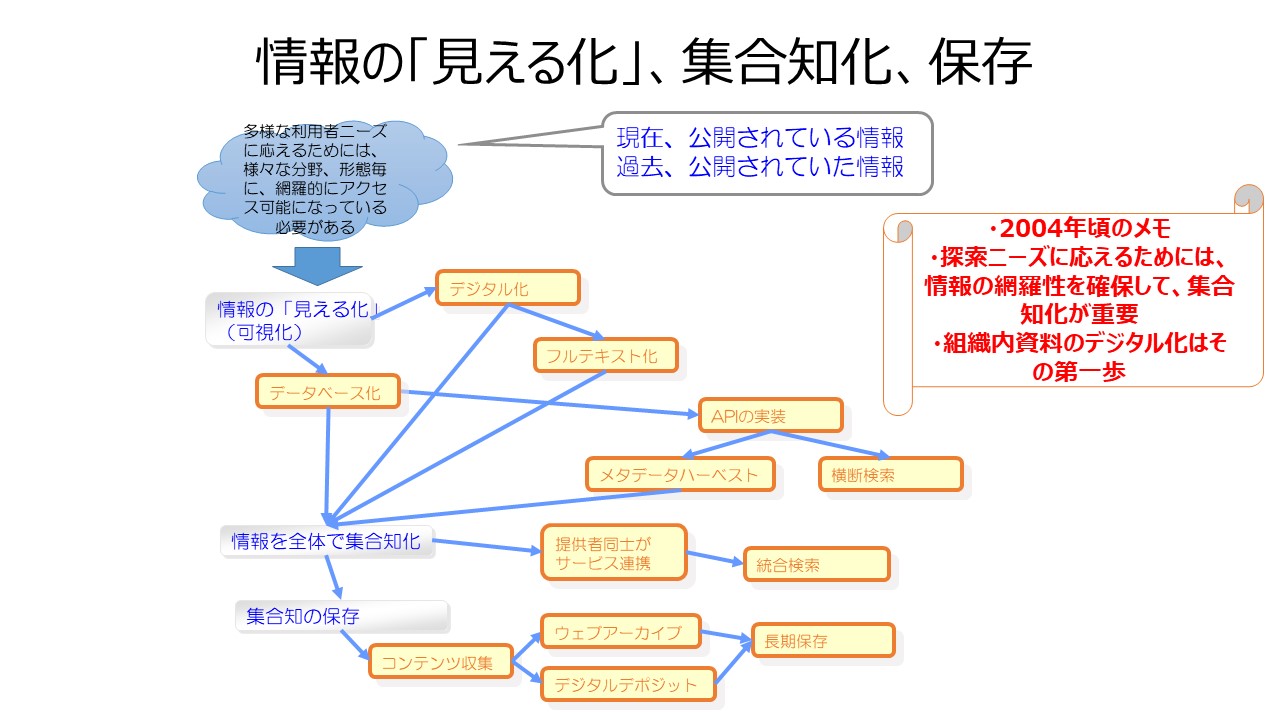 情報の「見える化」、集合知化、保存
多様な利用者ニーズ
に応えるためには、
様々な分野、形態毎
に、網羅的にアクセ
ス可能になっている
必要がある
現在、公開されている情報
過去、公開されていた情報
・2004年頃のメモ
・探索ニーズに応えるためには、
情報の網羅性を確保して、集合
知化が重要
・組織内資料のデジタル化はそ
の第一歩
情報の「見える化」
（可視化）
デジタル化
フルテキスト化
データベース化
APIの実装
メタデータハーベスト
横断検索
情報を全体で集合知化
提供者同士が
サービス連携
統合検索
集合知の保存
コンテンツ収集
ウェブアーカイブ
デジタルデポジット
長期保存